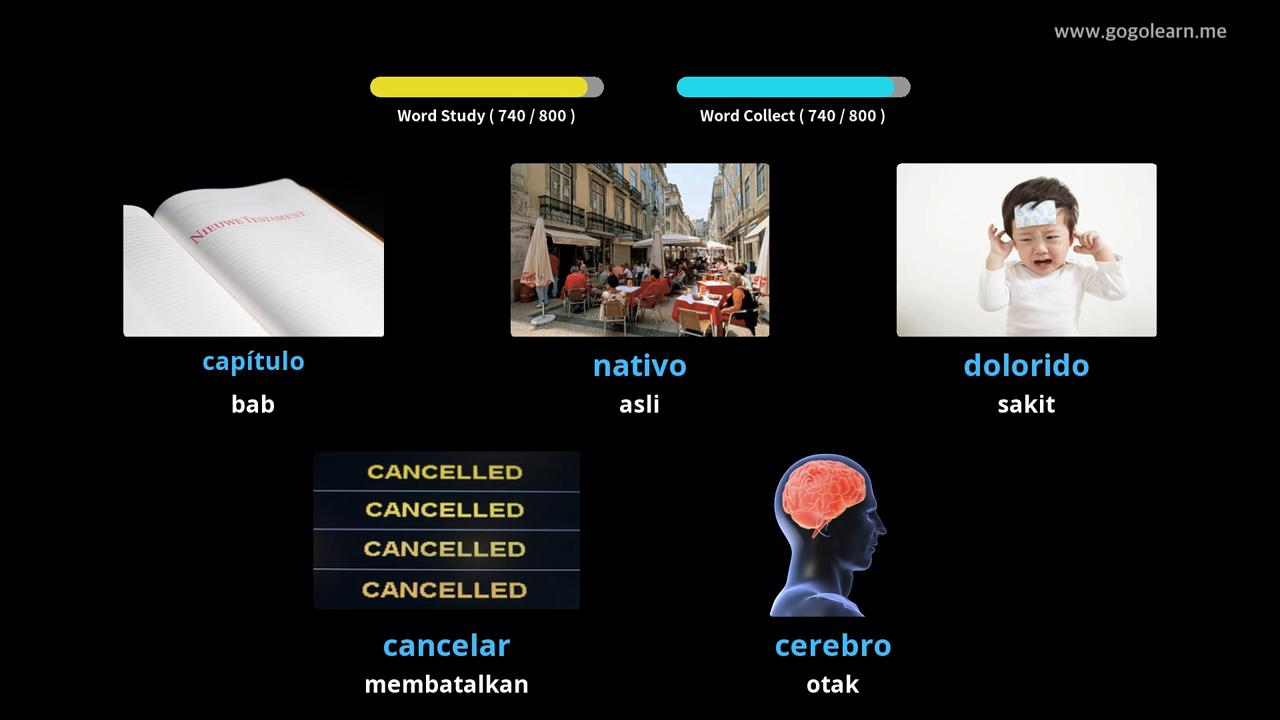 www.gogolearn.me
Word Study ( 740 / 800 )
Word Collect ( 740 / 800 )
NIEUWE TESTAMENT
capítulo
bab
nativo
asli
dolorido
sakit
CANCELLED
CANCELLED
CANCELLED
CANCELLED
cancelar
membatalkan
cerebro
otak